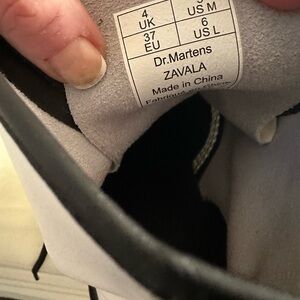 4 UK
US M
37 EU
6 US L
Dr.Martens
ZAVALA
Made in China